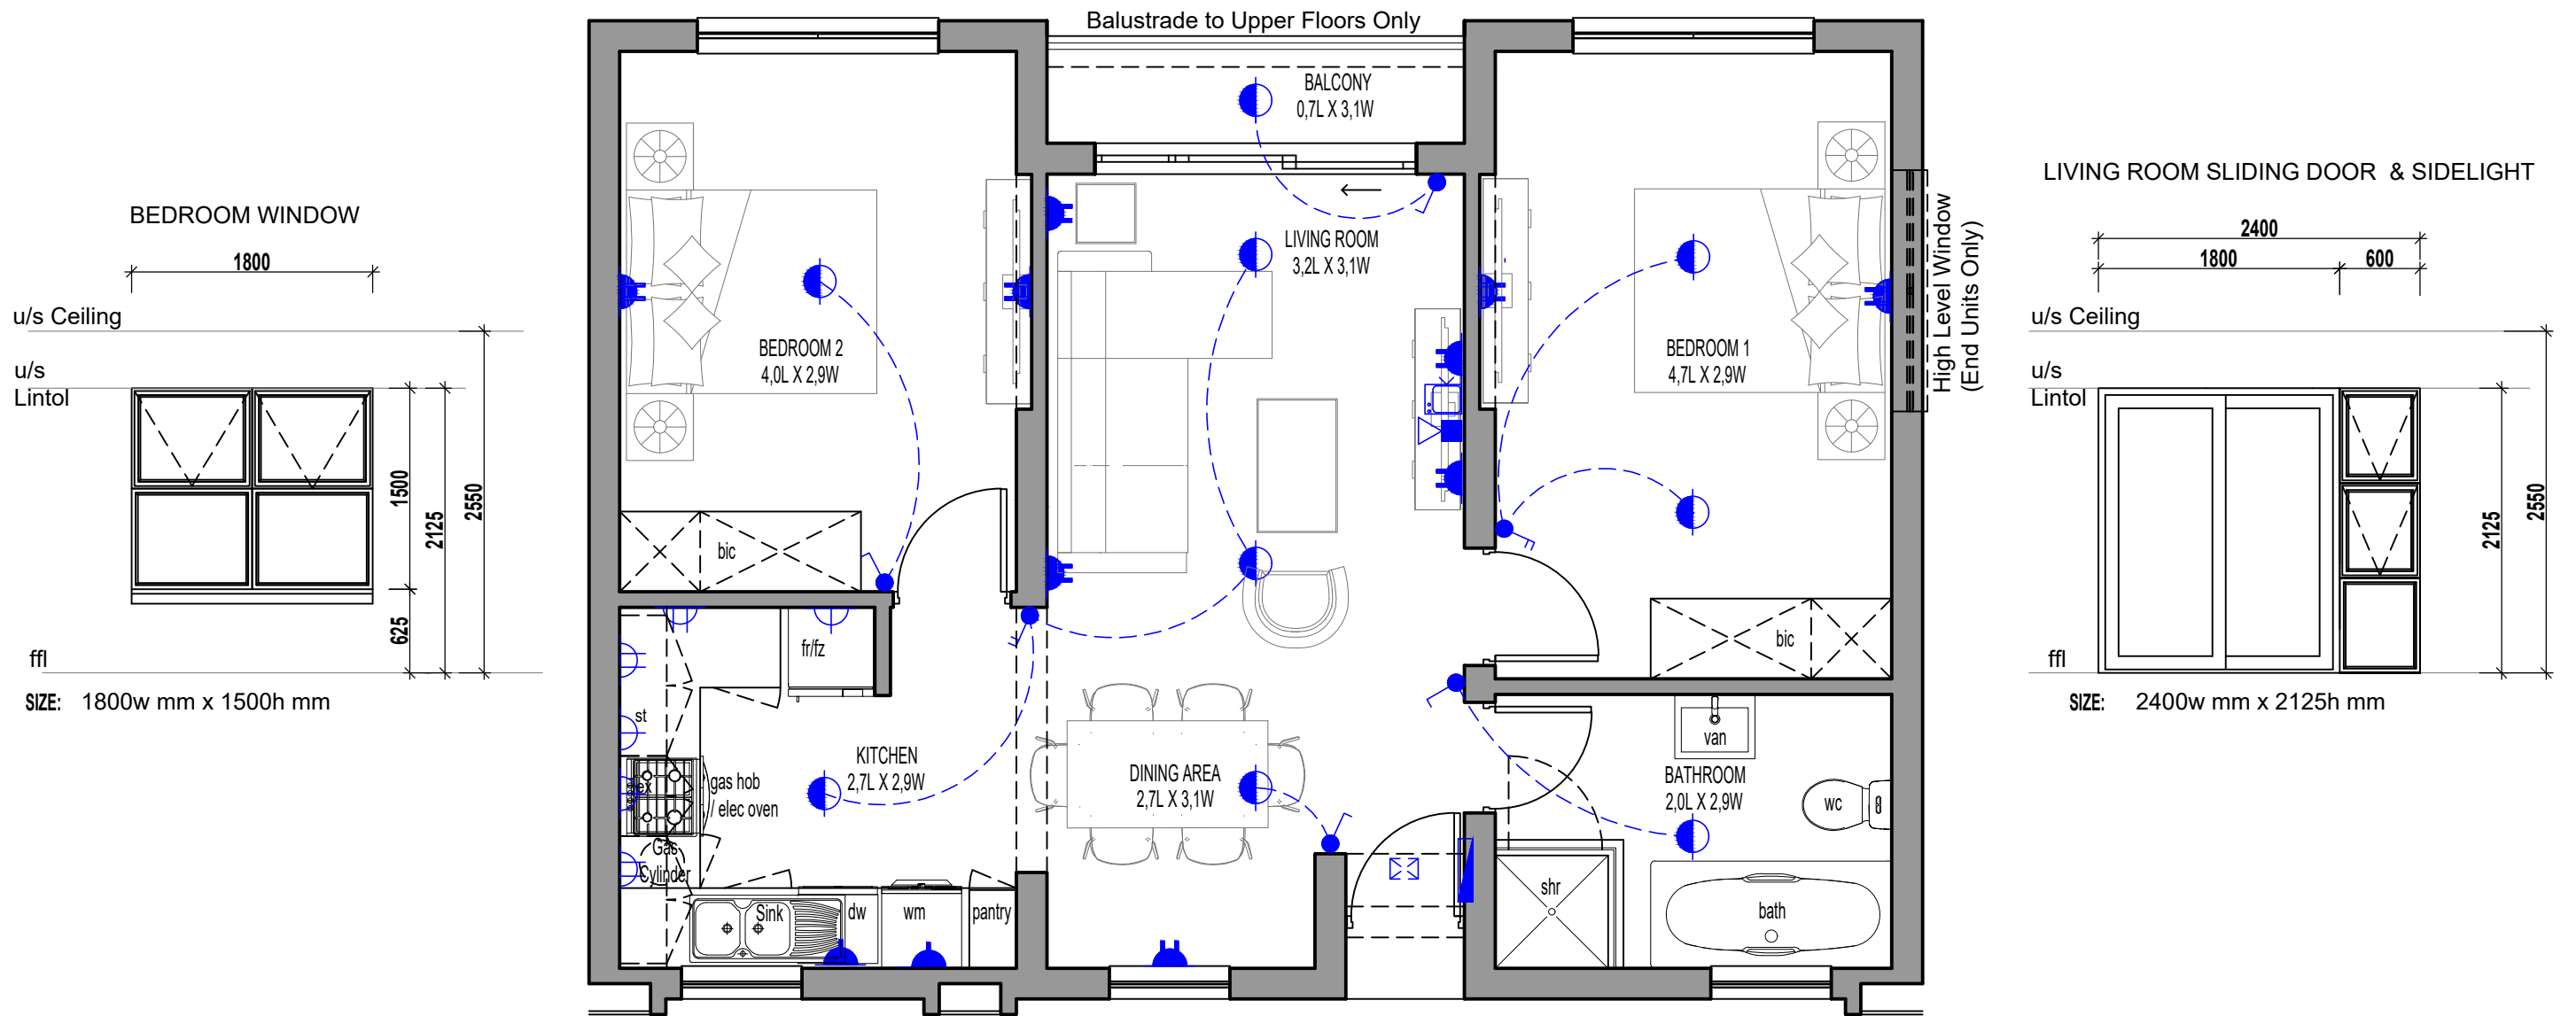 Balustrade to Upper Floors Only
BALCONY
0,7L X 3,1W
BEDROOM WINDOW
1800
u/s Ceiling
u/s
Lintol
1500
2125
2550
625
ffl
SIZE: 1800w mm x 1500h mm
LIVING ROOM
3,2L X 3,1W
BEDROOM 2
4,0L X 2,9W
BEDROOM 1
4,7L X 2,9W
High Level Window
(End Units Only)
bic
bic
fr/fz
st
KITCHEN
2,7L X 2,9W
gas hob
/ elec oven
ex
Gas
Cylinder
Sink
dw
wm
pantry
DINING AREA
2,7L X 3,1W
van
BATHROOM
2,0L X 2,9W
wc
shr
bath
LIVING ROOM SLIDING DOOR & SIDELIGHT
2400
1800
600
u/s Ceiling
u/s
Lintol
2125
2550
ffl
SIZE: 2400w mm x 2125h mm